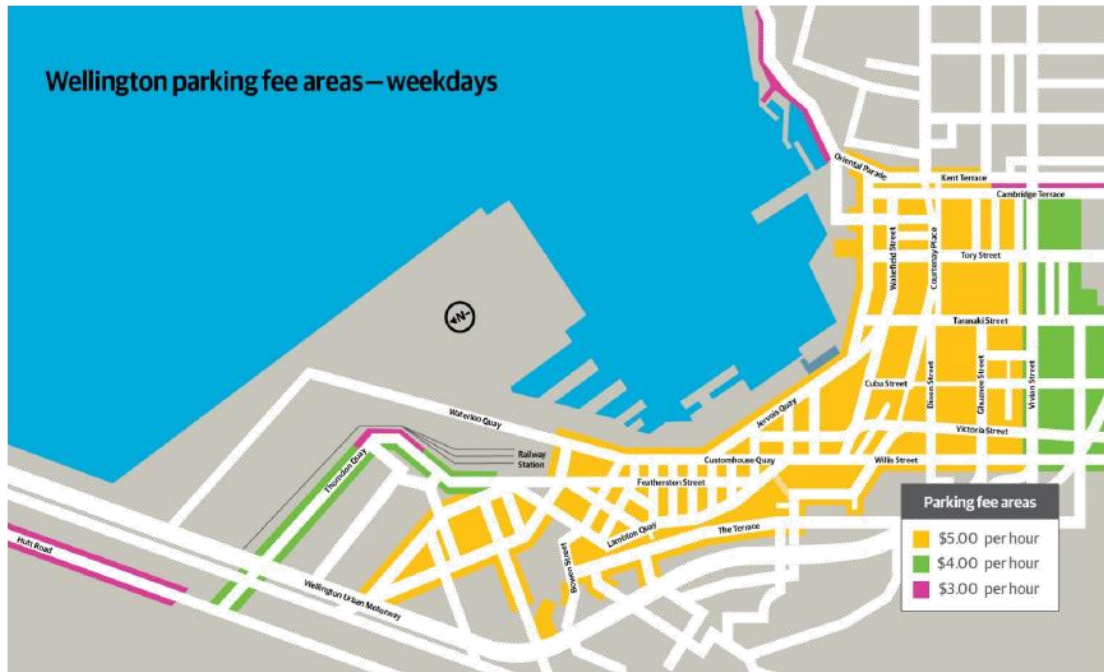 Wellington parking fee areas – weekdays
Oriental Parade
Kent Terrace
Cambridge Terrace
Wakefield Street
Courtenay Place
Tory Street
N
Taranaki Street
Cuba Street
Dixon Street
Ghuznee Street
Vivian Street
Jervois Quay
Waterloo Quay
Victoria Street
Thorndon Quay
Railway
Station
Customhouse Quay
Willis Street
Featherston Street
Lambton Quay
The Terrace
Bowen Street
Hutt Road
Wellington Urban Motorway
Parking fee areas
$5.00 per hour
$4.00 per hour
$3.00 per hour